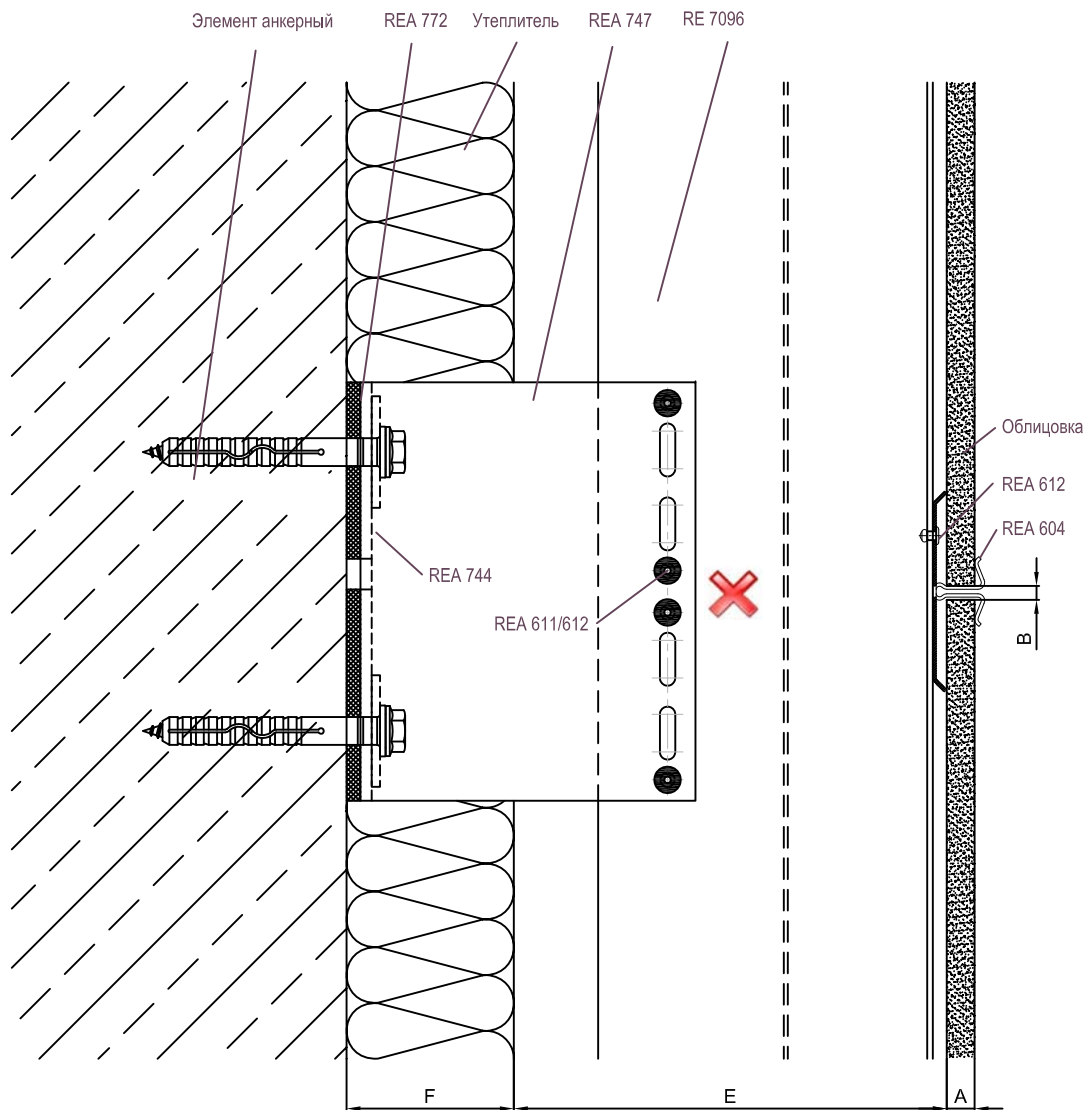 Элемент анкерный
REA 772
Утеплитель
REA 747
RE 7096
Облицовка
REA 612
REA 604
REA 744
REA 611/612
B
F
E
A